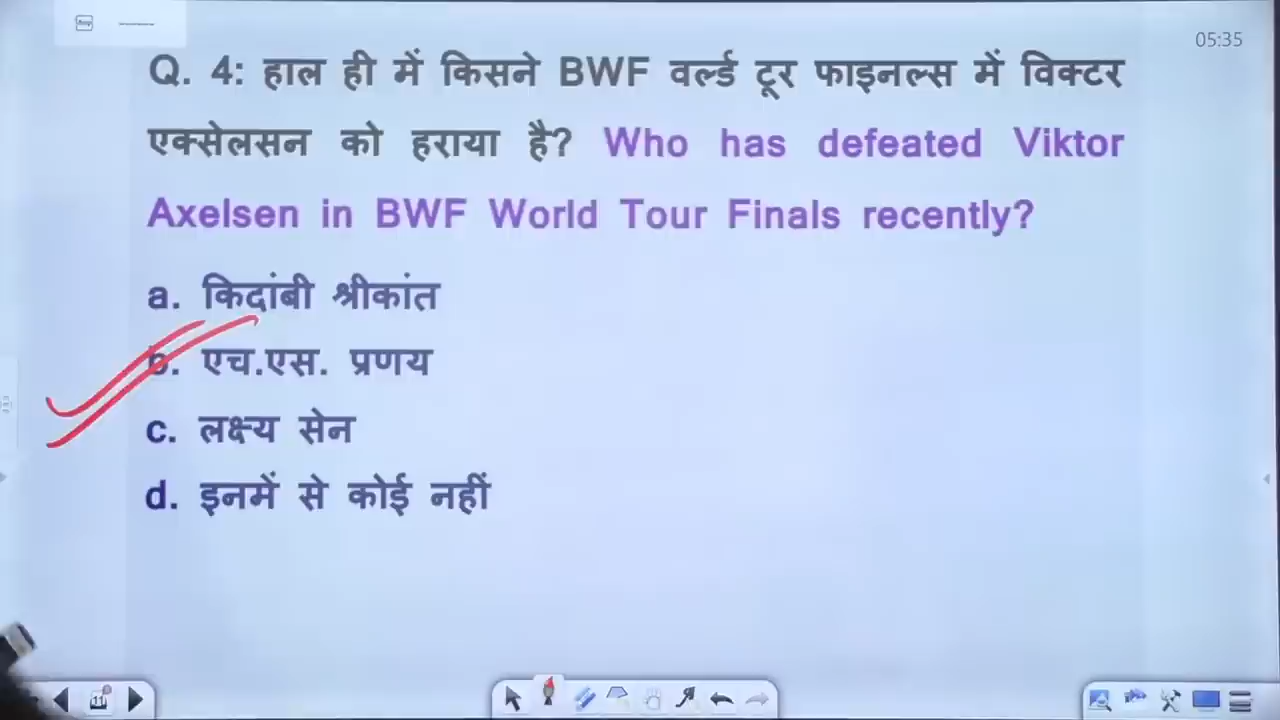 05:35
Q. 4: हाल ही में किसने BWF वर्ल्ड टूर फाइनल्स में विक्टर
एक्सेलसन को हराया है? Who has defeated Viktor
Axelsen in BWF World Tour Finals recently?
a. किदांबी श्रीकांत
b. एच.एस. प्रणय
c. लक्ष्य सेन
d. इनमें से कोई नहीं
11